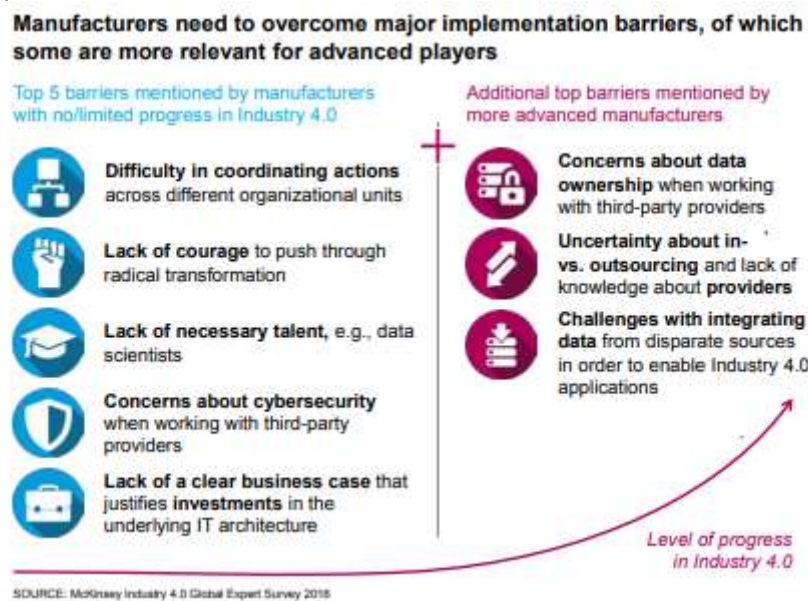 Manufacturers need to overcome major implementation barriers, of which
some are more relevant for advanced players
Top 5 barriers mentioned by manufacturers
with no/limited progress in Industry 4.0
Difficulty in coordinating actions
across different organizational units
Lack of courage to push through
radical transformation
Lack of necessary talent, e.g., data
scientists
Concerns about cybersecurity
when working with third-party
providers
Lack of a clear business case that
justifies investments in the
underlying IT architecture
Additional top barriers mentioned by
more advanced manufacturers
Concerns about data
ownership when working
with third-party providers
Uncertainty about in-
vs. outsourcing and lack of
knowledge about providers
Challenges with integrating
data from disparate sources
in order to enable Industry 4.0
applications
Level of progress
in Industry 4.0
SOURCE: McKinsey Industry 4.0 Global Expert Survey 2016